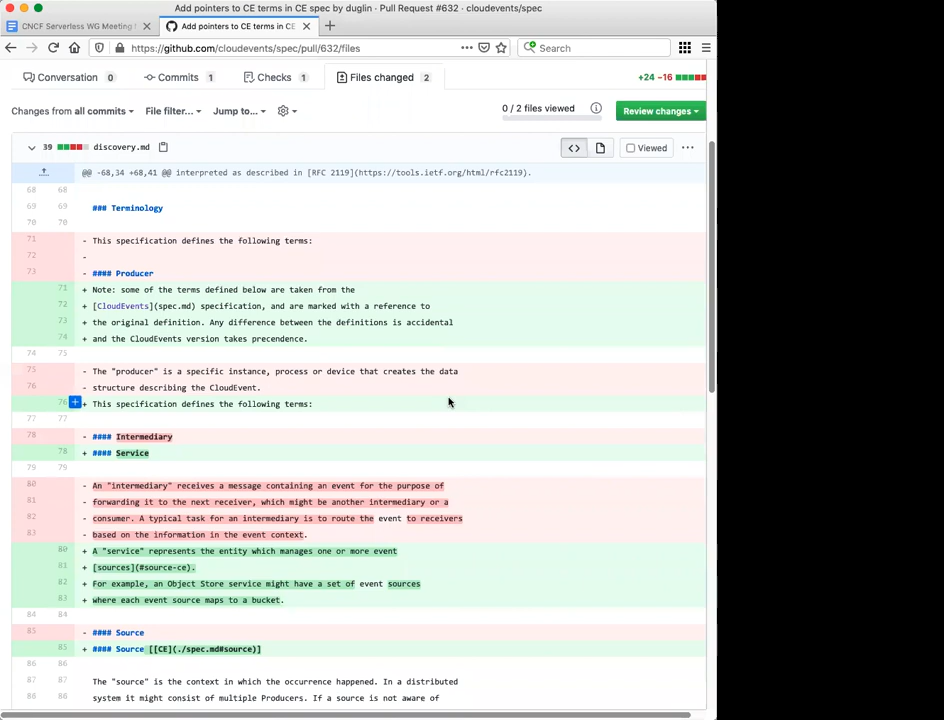 Add pointers to CE terms in CE spec by duglin · Pull Request #632 · cloudevents/spec
CNCF Serverless WG Meeting
Add pointers to CE terms in CE
https://github.com/cloudevents/spec/pull/632/files
Search
Conversation 0
Commits 1
Checks 1
Files changed 2
+24 −16
Changes from all commits
File filter...
Jump to...
0 / 2 files viewed
Review changes
39 discovery.md
Viewed
@@ -68,34 +68,41 @@ interpreted as described in [RFC 2119](https://tools.ietf.org/html/rfc2119).
68 68
69 69 ### Terminology
70 70
71 - This specification defines the following terms:
72 -
73 - #### Producer
71 + Note: some of the terms defined below are taken from the
72 + [CloudEvents](spec.md) specification, and are marked with a reference to
73 + the original definition. Any difference between the definitions is accidental
74 + and the CloudEvents version takes precendence.
74 75
75 - The "producer" is a specific instance, process or device that creates the data
76 - structure describing the CloudEvent.
76 + This specification defines the following terms:
77 77
78 - #### Intermediary
78 + #### Service
79 79
80 - An "intermediary" receives a message containing an event for the purpose of
81 - forwarding it to the next receiver, which might be another intermediary or a
82 - consumer. A typical task for an intermediary is to route the event to receivers
83 - based on the information in the event context.
80 + A "service" represents the entity which manages one or more event
81 + [sources](#source-ce).
82 + For example, an Object Store service might have a set of event sources
83 + where each event source maps to a bucket.
84 84
85 - #### Source
85 + #### Source [[CE](./spec.md#source)]
86 86
87 87 The "source" is the context in which the occurrence happened. In a distributed
88 88 system it might consist of multiple Producers. If a source is not aware of